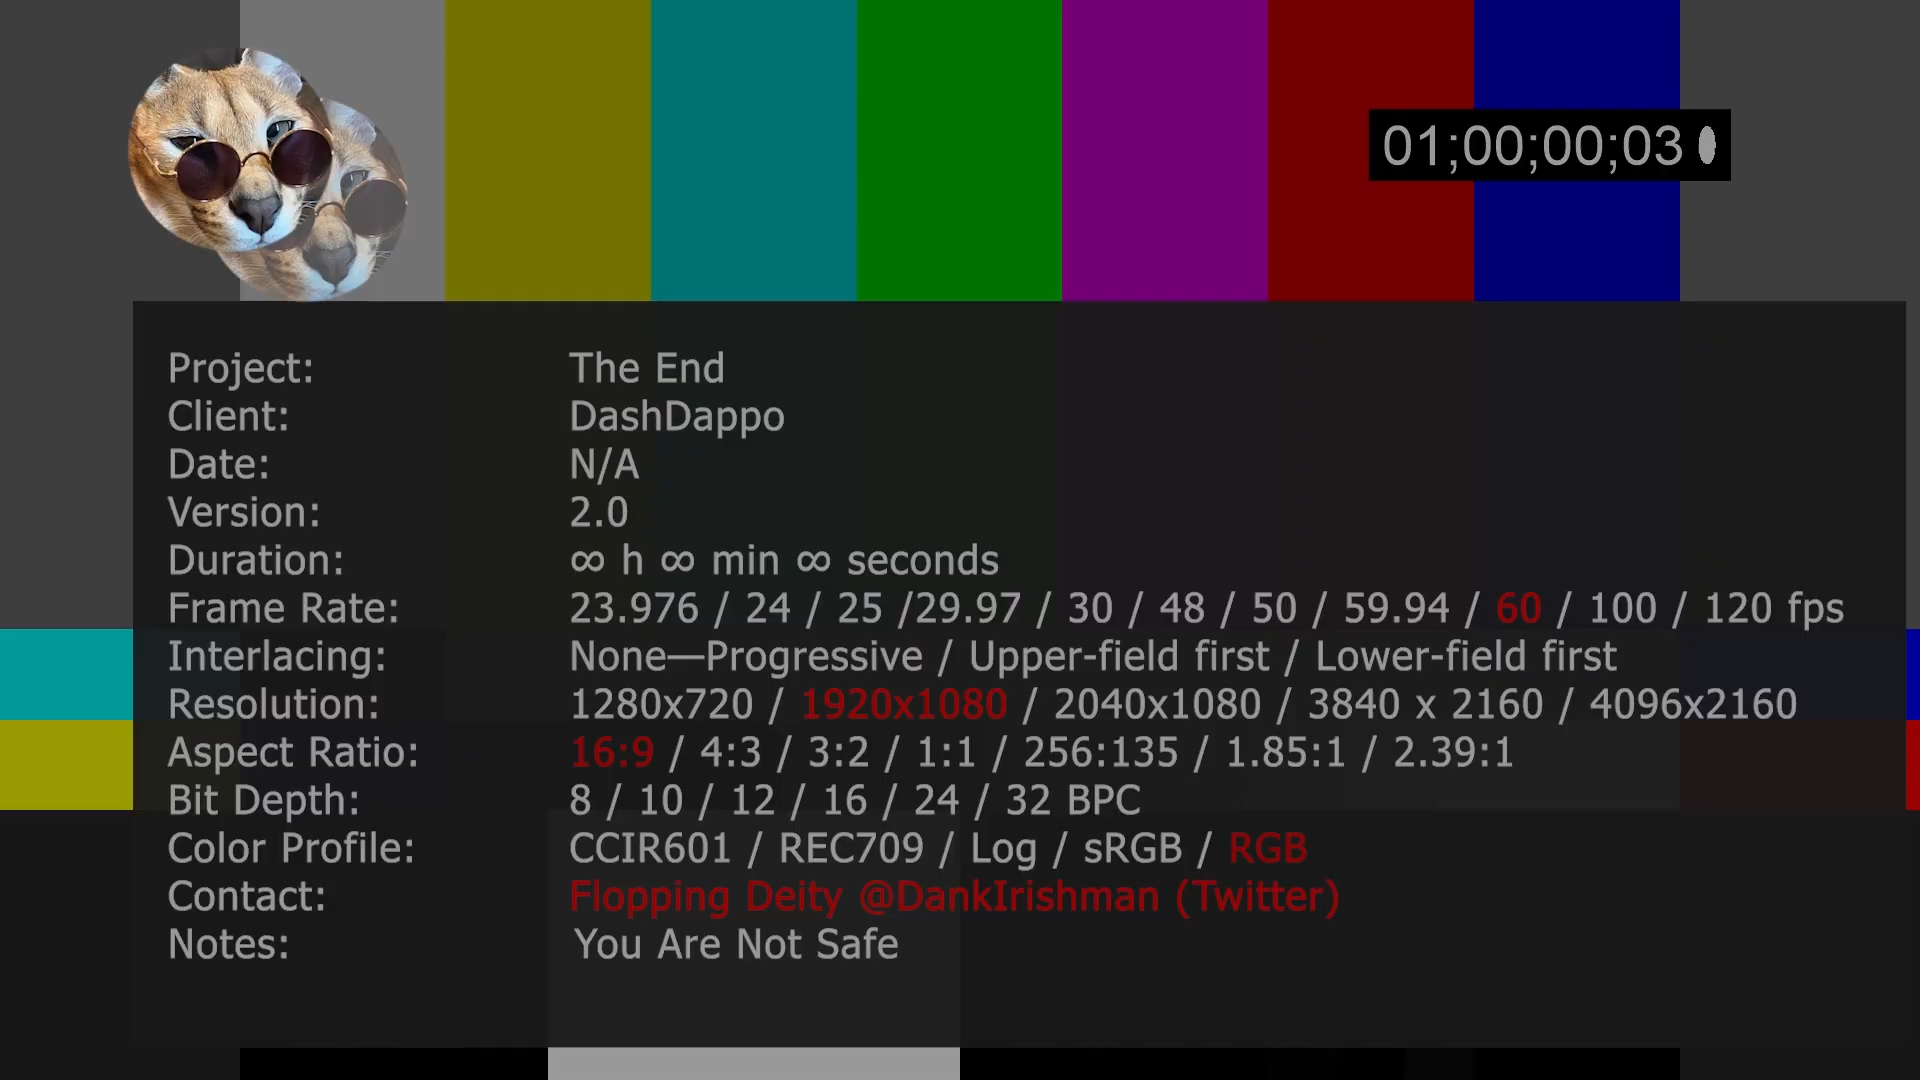 01;00;00;03
Project: The End
Client: DashDappo
Date: N/A
Version: 2.0
Duration: ∞ h ∞ min ∞ seconds
Frame Rate: 23.976 / 24 / 25 /29.97 / 30 / 48 / 50 / 59.94 / 60 / 100 / 120 fps
Interlacing: None—Progressive / Upper-field first / Lower-field first
Resolution: 1280x720 / 1920x1080 / 2040x1080 / 3840 x 2160 / 4096x2160
Aspect Ratio: 16:9 / 4:3 / 3:2 / 1:1 / 256:135 / 1.85:1 / 2.39:1
Bit Depth: 8 / 10 / 12 / 16 / 24 / 32 BPC
Color Profile: CCIR601 / REC709 / Log / sRGB / RGB
Contact: Flopping Deity @DankIrishman (Twitter)
Notes: You Are Not Safe